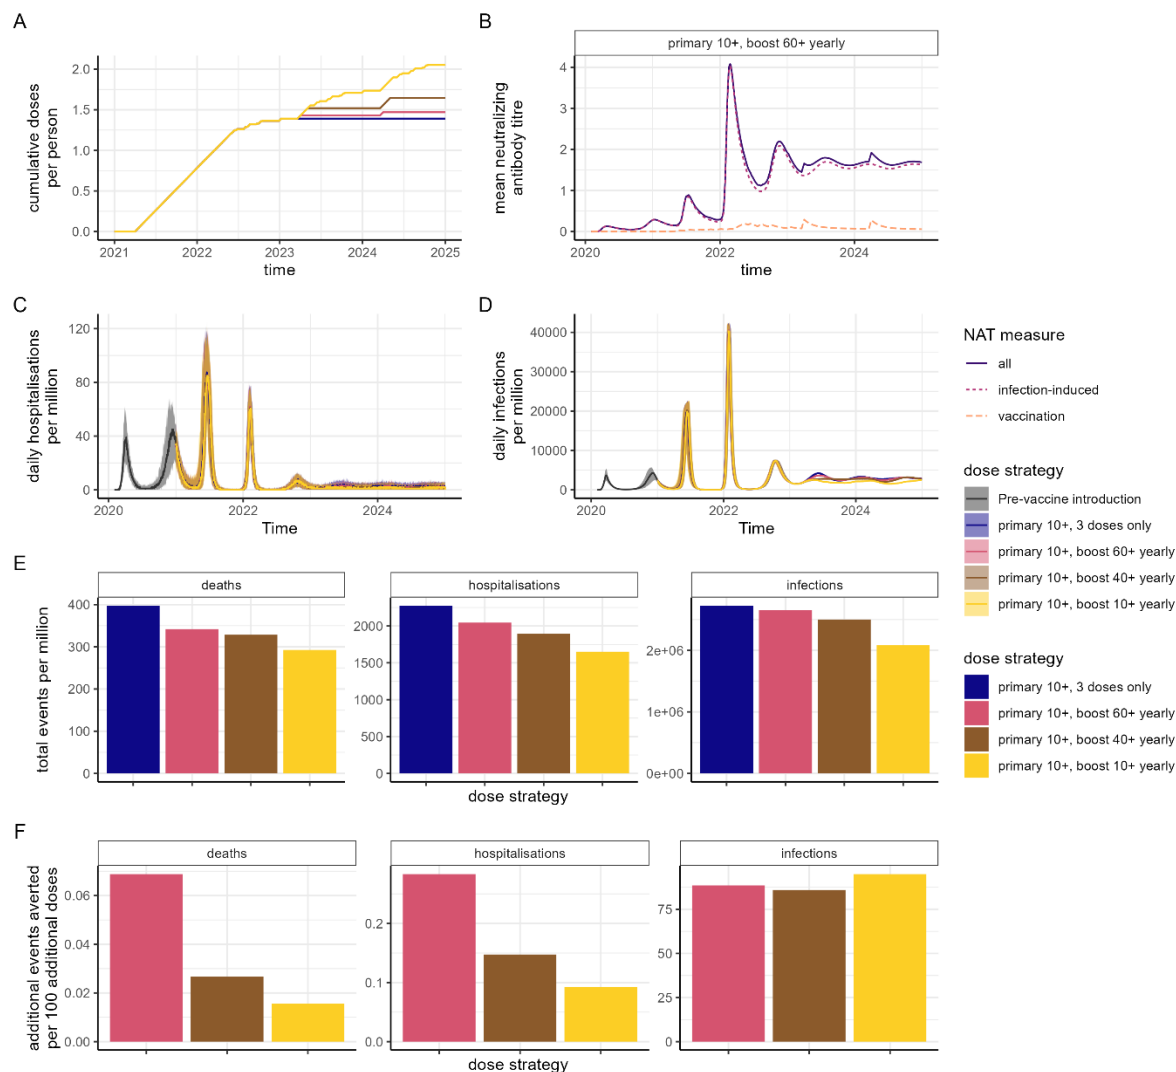 A
cumulative doses
per person
2.0
1.5
1.0
0.5
0.0
2021
2022
2023
2024
2025
time
B
primary 10+, boost 60+ yearly
mean neutralizing
antibody titre
4
3
2
1
0
2020
2022
2024
time
C
daily hospitalisations
per million
120
80
40
0
2020
2022
2024
Time
D
daily infections
per million
40000
30000
20000
10000
0
2020
2022
2024
Time
NAT measure
all
infection-induced
vaccination
dose strategy
Pre-vaccine introduction
primary 10+, 3 doses only
primary 10+, boost 60+ yearly
primary 10+, boost 40+ yearly
primary 10+, boost 10+ yearly
dose strategy
primary 10+, 3 doses only
primary 10+, boost 60+ yearly
primary 10+, boost 40+ yearly
primary 10+, boost 10+ yearly
E
total events per million
deaths
400
300
200
100
0
hospitalisations
2000
1500
1250
1000
750
500
0
infections
2e+06
1e+06
0e+00
dose strategy
F
additional events averted
per 100 additional doses
deaths
0.06
0.04
0.02
0.00
hospitalisations
0.2
0.1
0.0
infections
75
50
25
0
dose strategy